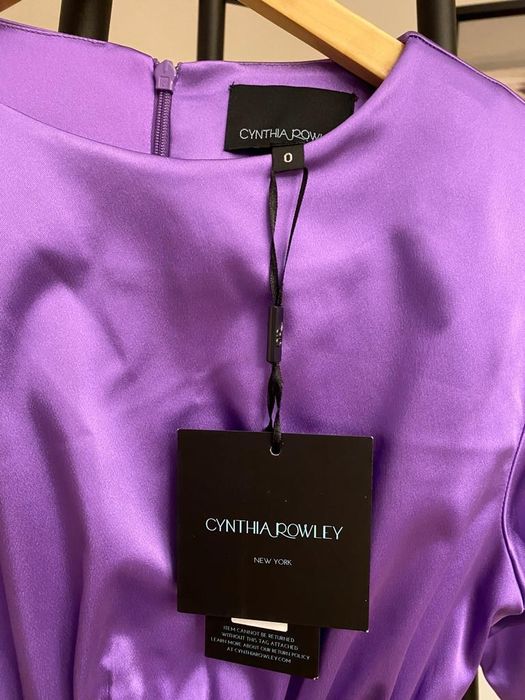 CYNTHIA ROWL
0
CYNTHIA ROWLEY
NEW YORK
ITEM CANNOT BE RETURNED
WITHOUT THIS TAG ATTACHED
LEARN MORE ABOUT OUR RETURN POLICY
AT CYNTHIAROWLEY.COM